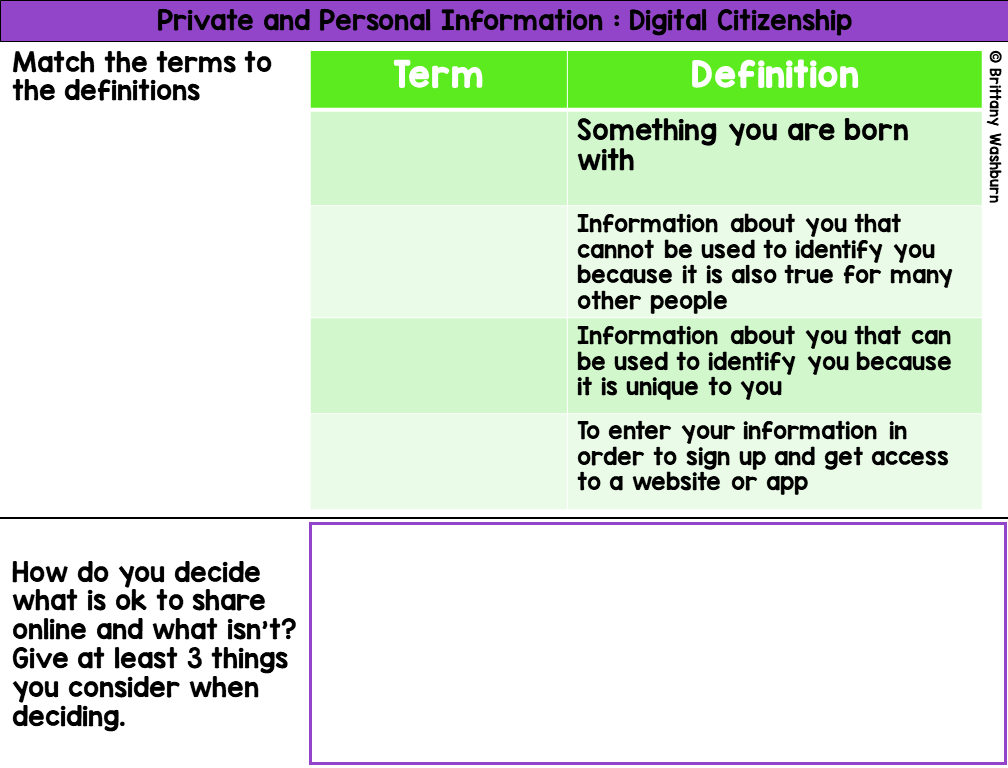 Private and Personal Information : Digital Citizenship
Match the terms to
the definitions
Term
Definition
Something you are born
with
Information about you that
cannot be used to identify you
because it is also true for many
other people
Information about you that can
be used to identify you because
it is unique to you
To enter your information in
order to sign up and get access
to a website or app
© Brittany Washburn
How do you decide
what is ok to share
online and what isn't?
Give at least 3 things
you consider when
deciding.